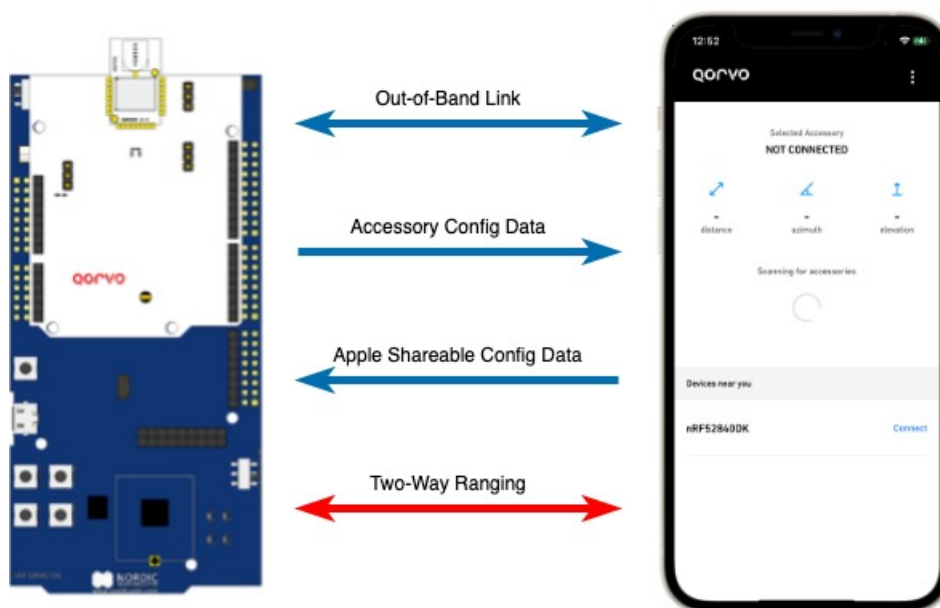 Out-of-Band Link
Accessory Config Data
Apple Shareable Config Data
Two-Way Ranging
QORVO
NORDIC
12:52
QORVO
Selected Accessory
NOT CONNECTED
- - -
distance azimuth elevation
Scanning for accessories
Devices near you
nRF52840DK Connect